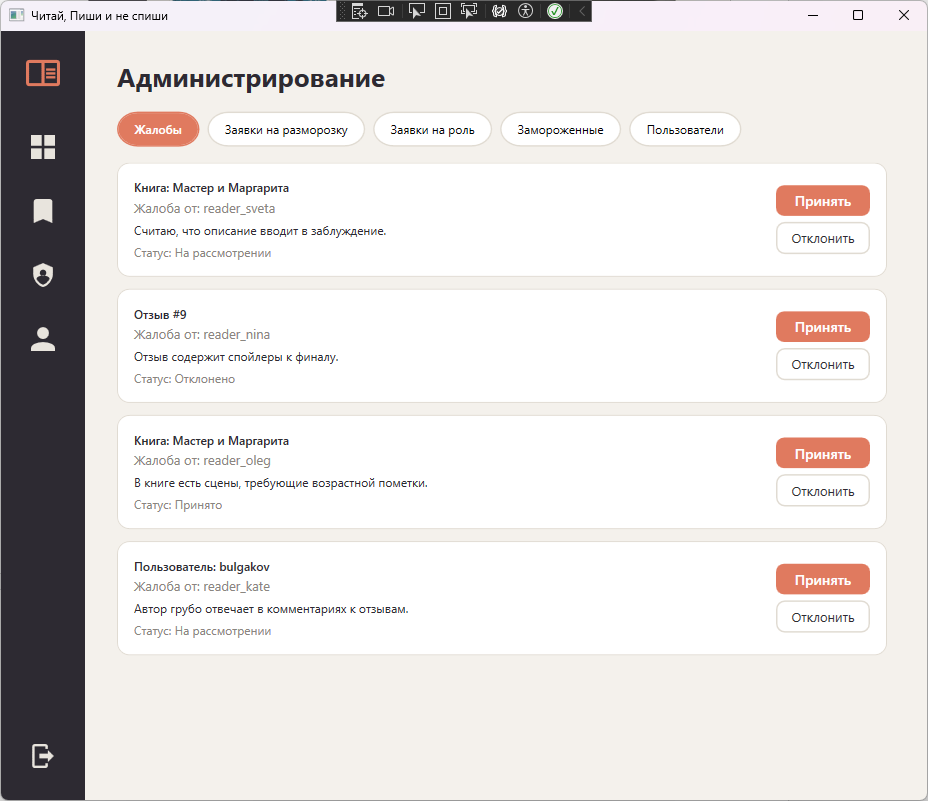 Читай, Пиши и не спиши
Администрирование
Жалобы
Заявки на разморозку
Заявки на роль
Замороженные
Пользователи
Книга: Мастер и Маргарита
Жалоба от: reader_sveta
Считаю, что описание вводит в заблуждение.
Статус: На рассмотрении
Принять
Отклонить
Отзыв #9
Жалоба от: reader_nina
Отзыв содержит спойлеры к финалу.
Статус: Отклонено
Принять
Отклонить
Книга: Мастер и Маргарита
Жалоба от: reader_oleg
В книге есть сцены, требующие возрастной пометки.
Статус: Принято
Принять
Отклонить
Пользователь: bulgakov
Жалоба от: reader_kate
Автор грубо отвечает в комментариях к отзывам.
Статус: На рассмотрении
Принять
Отклонить